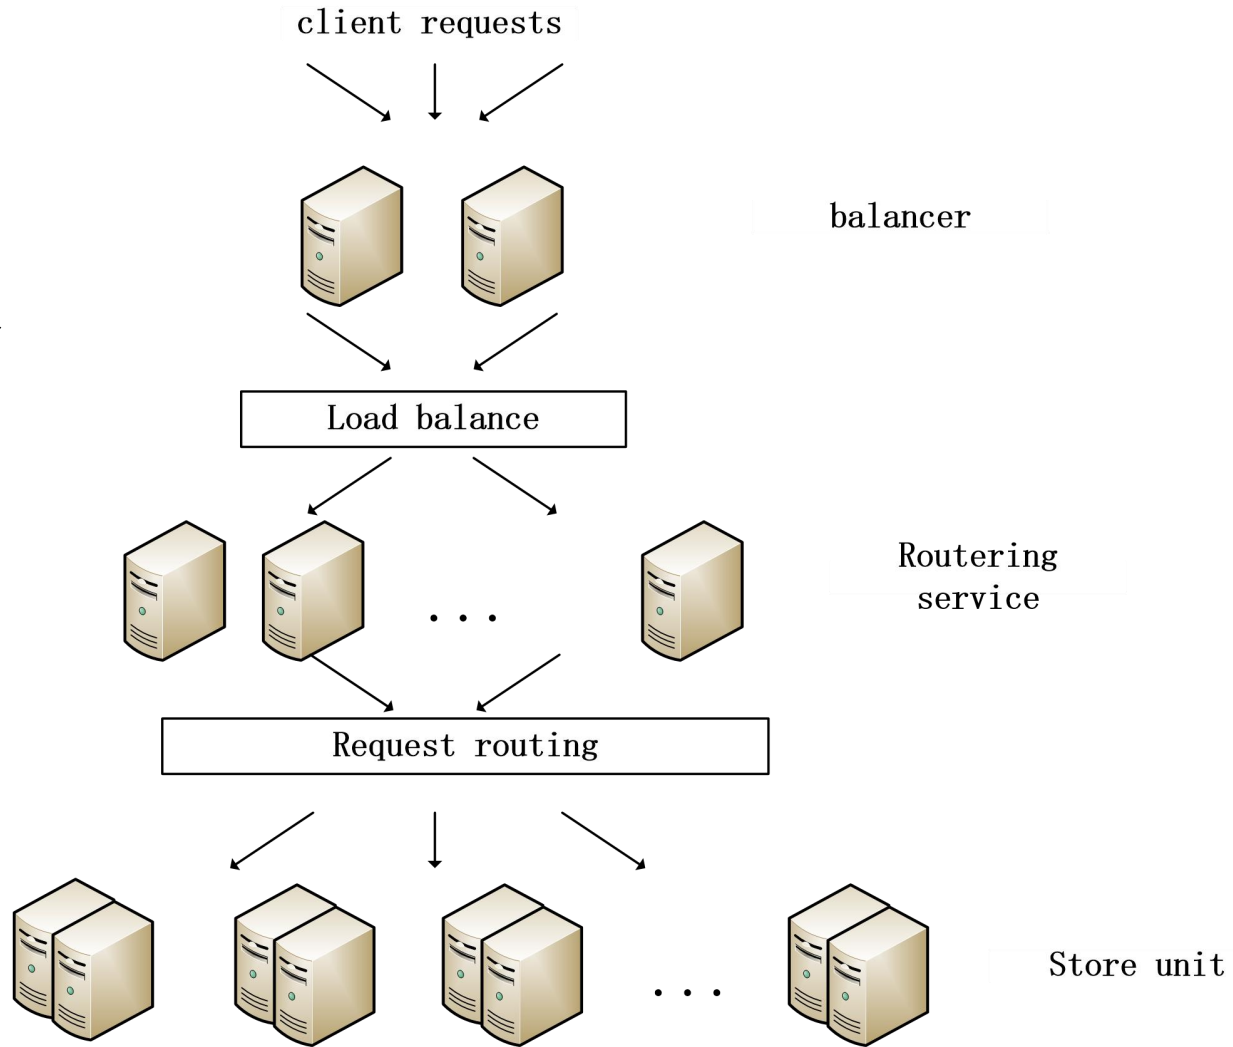 client requests
balancer
Load balance
Routering
service
. . .
Request routing
Store unit
. . .